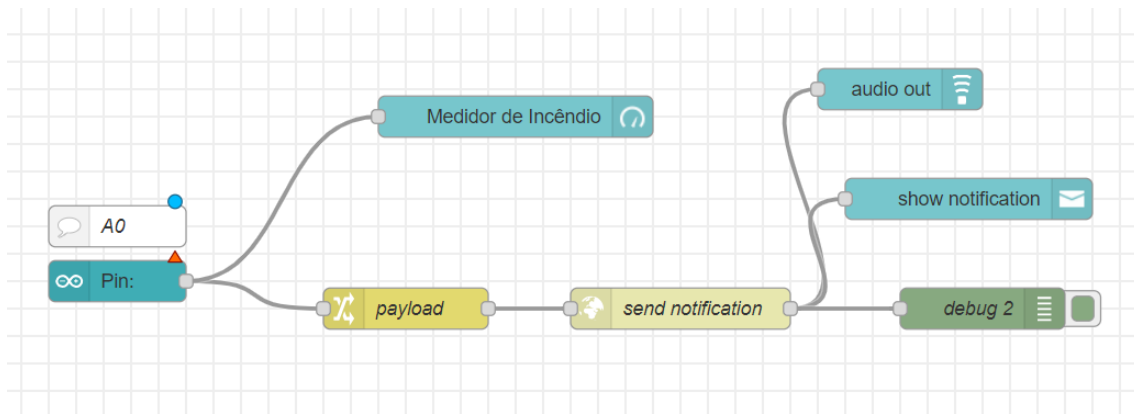 audio out
Medidor de Incêndio
show notification
A0
Pin:
payload
send notification
debug 2